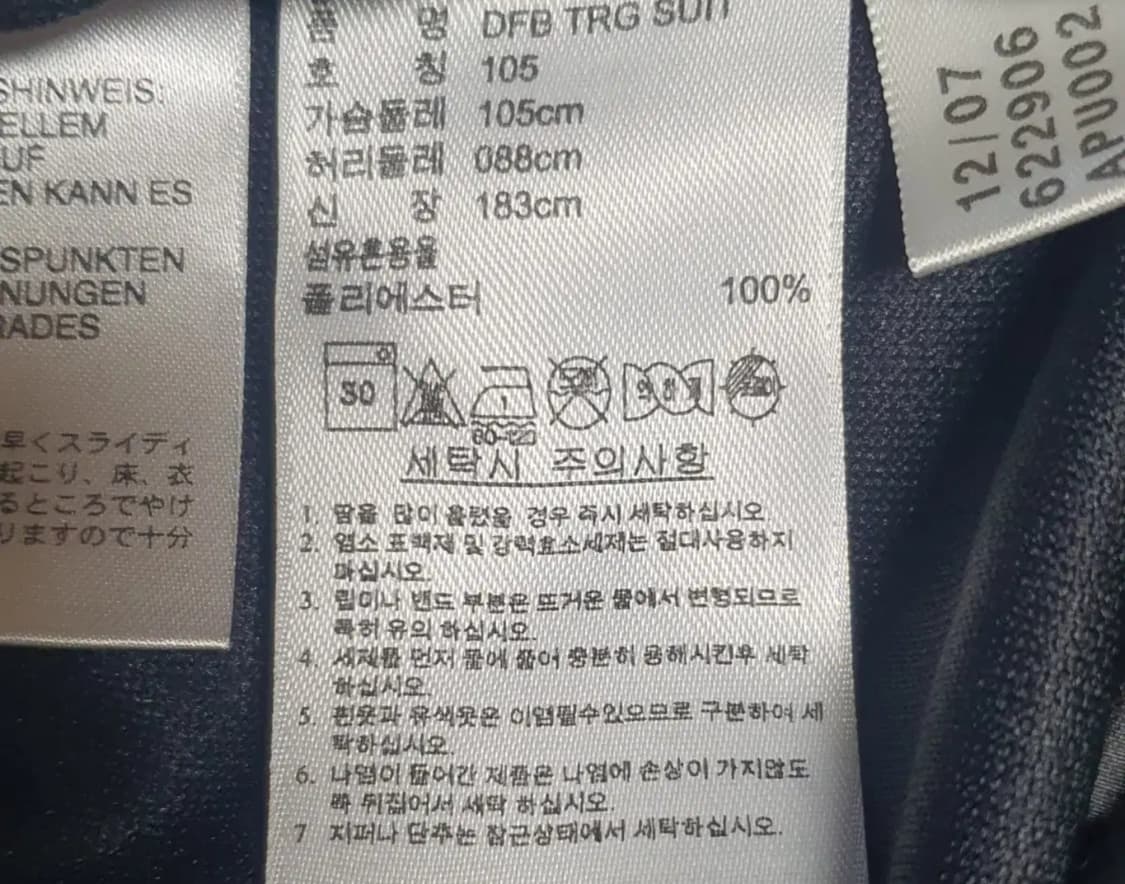 SHINWEIS:
ELLEM
UF
EN KANN ES
SPUNKTEN
NUNGEN
RADES
早くスライディ
起こり、床、衣
るところでやけ
りますので十分
품 명 DFB TRG SUIT
호 칭 105
가슴둘레 105cm
허리둘레 088cm
신 장 183cm
섬유혼용율
폴리에스터 100%
30
80-120
세탁시 주의사항
1. 땀을 많이 흘렸을 경우 즉시 세탁하십시오
2. 염소 표백제 및 강력효소세제는 절대사용하지
마십시오.
3. 립이나 밴드 부분은 뜨거운 물에서 변형되므로
특히 유의 하십시오.
4. 세제를 먼저 물에 풀어 충분히 용해시킨후 세탁
하십시오.
5. 흰옷과 유색옷은 이염될수있으므로 구분하여 세
탁하십시오.
6. 나염이 들어간 제품은 나염에 손상이 가지않도
록 뒤집어서 세탁 하십시오.
7 지퍼나 단추는 잠근상태에서 세탁하십시오.
12/07
622906
APU002